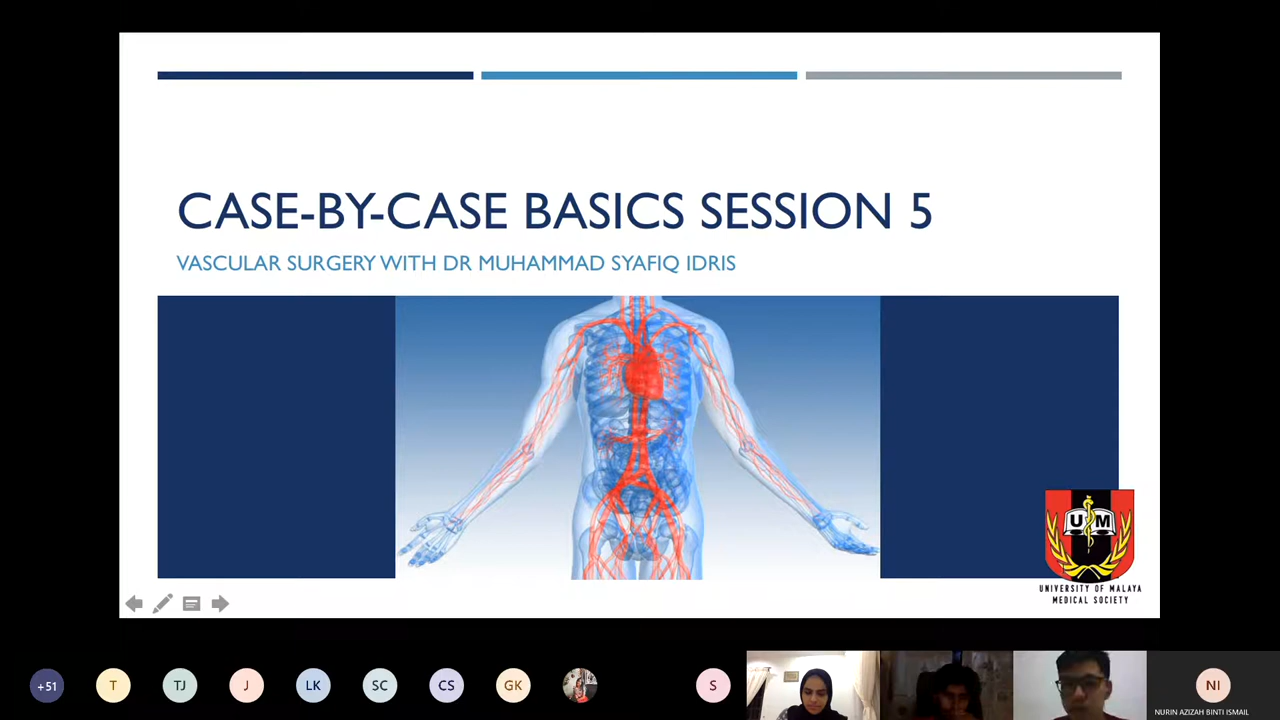 CASE-BY-CASE BASICS SESSION 5
VASCULAR SURGERY WITH DR MUHAMMAD SYAFIQ IDRIS
U M
UNIVERSITY OF MALAYA
MEDICAL SOCIETY
+51
T
TJ
J
LK
SC
CS
GK
S
NI
NURIN AZIZAH BINTI ISMAIL